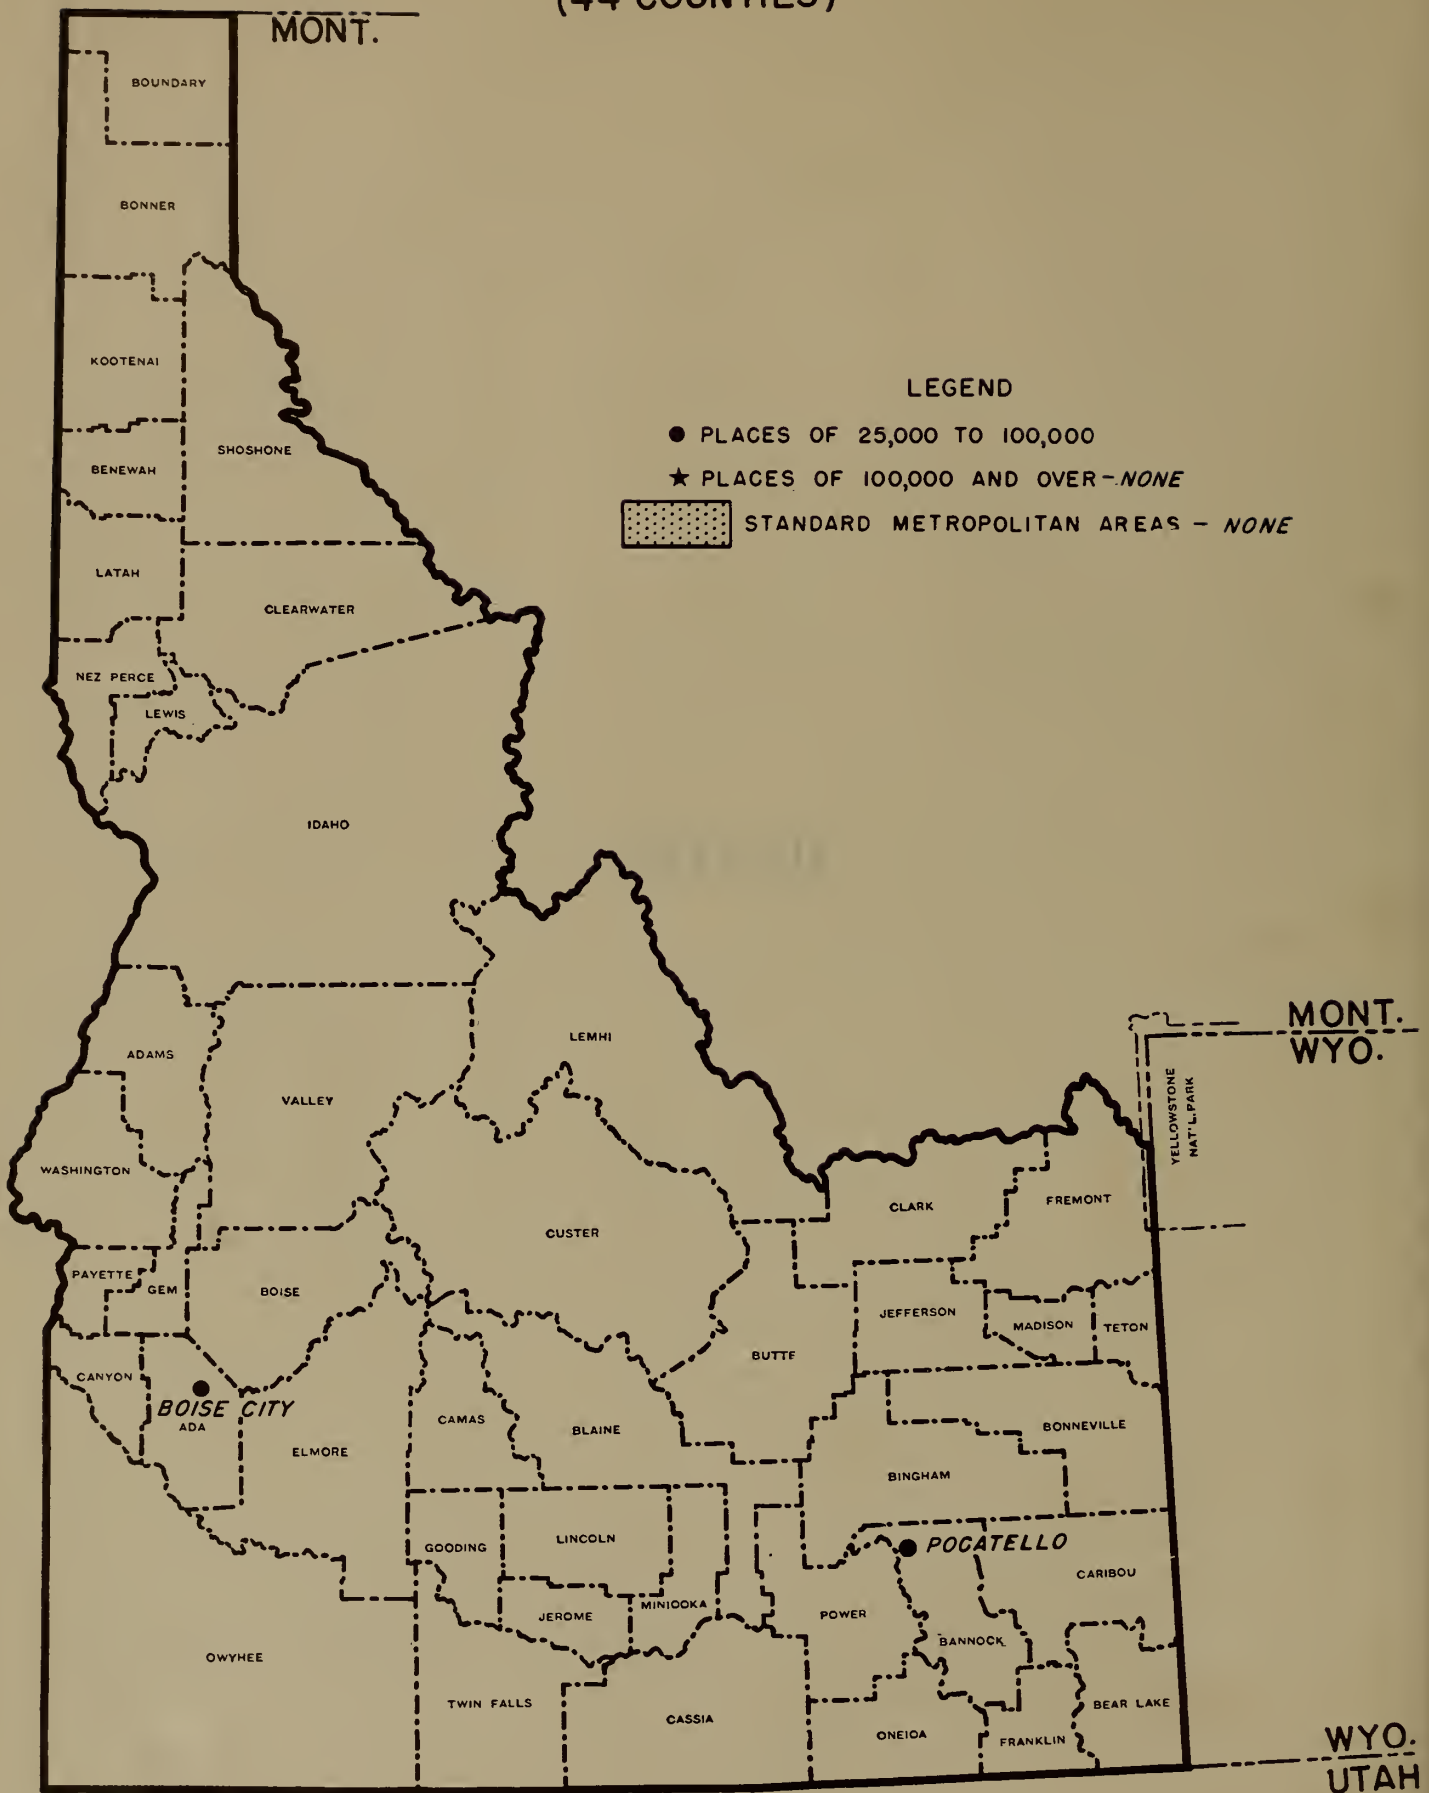 (44 COUNTIES)
MONT.
BOUNDARY
BONNER
KOOTENAI
LEGEND
PLACES OF 25,000 TO 100,000
SHOSHONE
BENEWAH
PLACES OF 100,000 AND OVER - NONE
STANDARD METROPOLITAN AREAS - NONE
LATAH
CLEARWATER
NEZ PERCE
LEWIS
IDAHO
MONT.
WYO.
LEMHI
ADAMS
YELLOWSTONE
NAT'L. PARK
VALLEY
WASHINGTON
FREMONT
CLARK
CUSTER
PAYETTE
GEM
BOISE
JEFFERSON
MADISON
TETON
BUTTE
CANYON
BOISE CITY
ADA
CAMAS
BLAINE
BONNEVILLE
ELMORE
BINGHAM
LINCOLN
GOODING
POCATELLO
CARIBOU
MINIDOKA
JEROME
POWER
BANNOCK
OWYHEE
TWIN FALLS
CASSIA
BEAR LAKE
ONEIDA
FRANKLIN
WYO.
UTAH